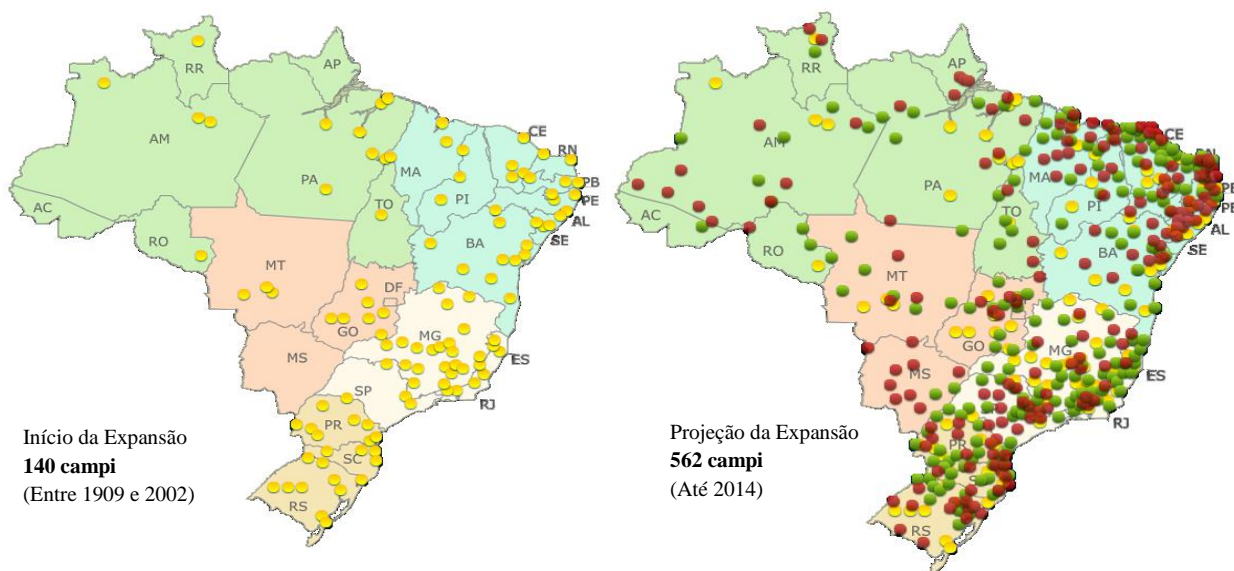 RR
AP
AM
PA
MA
CE
RN
PB
PE
AL
SE
PI
AC
TO
RO
BA
MT
DF
GO
MG
MS
ES
SP
RJ
PR
SC
RS
Início da Expansão
140 campi
(Entre 1909 e 2002)
RR
AP
AM
PA
MA
CE
RN
PB
PE
AL
SE
PI
AC
TO
RO
BA
MT
GO
MG
MS
ES
RJ
PR
RS
Projeção da Expansão
562 campi
(Até 2014)